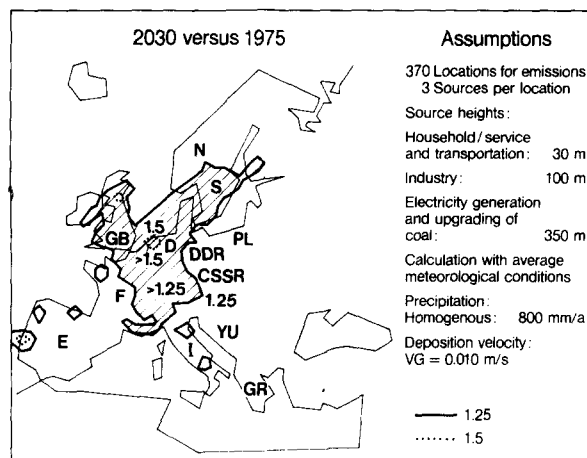 2030 versus 1975
N
S
1.5
GB
D
>1.5
PL
DDR
CSSR
F
>1.25
1.25
E
I
YU
GR
Assumptions
370 Locations for emissions
3 Sources per location
Source heights:
Household/service
and transportation: 30 m
Industry: 100 m
Electricity generation
and upgrading of
coal: 350 m
Calculation with average
meteorological conditions
Precipitation:
Homogenous: 800 mm/a
Deposition velocity:
VG = 0.010 m/s
1.25
1.5